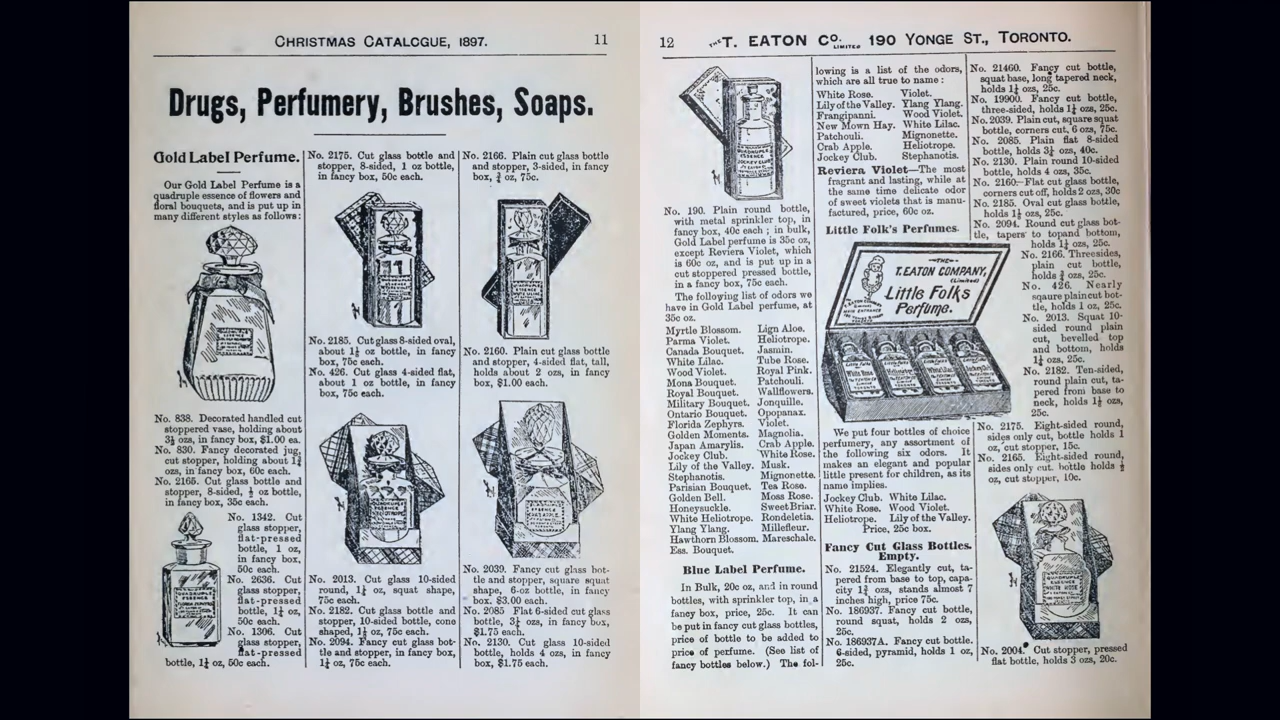 CHRISTMAS CATALOGUE, 1897. 11
Drugs, Perfumery, Brushes, Soaps.
Gold Label Perfume.
Our Gold Label Perfume is a
quadruple essence of flowers and
floral bouquets, and is put up in
many different styles as follows:
No. 838. Decorated handled cut
stoppered vase, holding about
3½ ozs, in fancy box, $1.00 ea.
No. 830. Fancy decorated jug,
cut stopper, holding about 1¾
ozs, in fancy box, 60c each.
No. 2165. Cut glass bottle and
stopper, 8-sided, ½ oz bottle,
in fancy box, 35c each.
No. 1342. Cut
glass stopper,
flat-pressed
bottle, 1 oz,
in fancy box,
50c each.
No. 2636. Cut
glass stopper,
flat-pressed
bottle, 1¼ oz,
50c each.
No. 1306. Cut
glass stopper,
flat-pressed
bottle, 1¼ oz, 50c each.
No. 2175. Cut glass bottle and
stopper, 8-sided, 1 oz bottle,
in fancy box, 50c each.
No. 2185. Cut glass 8-sided oval,
about 1½ oz bottle, in fancy
box, 75c each.
No. 426. Cut glass 4-sided flat,
about 1 oz bottle, in fancy
box, 75c each.
No. 2013. Cut glass 10-sided
round, 1¼ oz, squat shape,
75c each.
No. 2182. Cut glass bottle and
stopper, 10-sided bottle, cone
shaped, 1½ oz, 75c each.
No. 2094. Fancy cut glass bot-
tle and stopper, in fancy box,
1¼ oz, 75c each.
No. 2166. Plain cut glass bottle
and stopper, 3-sided, in fancy
box, ¾ oz, 75c.
No. 2160. Plain cut glass bottle
and stopper, 4-sided flat, tall,
holds about 2 ozs, in fancy
box, $1.00 each.
No. 2039. Fancy cut glass bot-
tle and stopper, square squat
shape, 6-oz bottle, in fancy
box. $3.00 each.
No. 2085 Flat 6-sided cut glass
bottle, 3½ ozs, in fancy box,
$1.75 each.
No. 2130. Cut glass 10-sided
bottle, holds 4 ozs, in fancy
box, $1.75 each.
12 THE T. EATON CO. LIMITED 190 YONGE ST., TORONTO.
No. 190. Plain round bottle,
with metal sprinkler top, in
fancy box, 40c each; in bulk,
Gold Label perfume is 35c oz,
except Reviera Violet, which
is 60c oz, and is put up in a
cut stoppered pressed bottle,
in a fancy box, 75c each.
The following list of odors we
have in Gold Label perfume, at
35c oz.
Myrtle Blossom. Lign Aloe.
Parma Violet. Heliotrope.
Canada Bouquet. Jasmin.
White Lilac. Tube Rose.
Wood Violet. Royal Pink.
Mona Bouquet. Patchouli.
Royal Bouquet. Wallflowers.
Military Bouquet. Jonquille.
Ontario Bouquet. Opopanax.
Florida Zephyrs. Violet.
Golden Moments. Magnolia.
Japan Amarylis. Crab Apple.
Jockey Club. White Rose.
Lily of the Valley. Musk.
Stephanotis. Mignonette.
Parisian Bouquet. Tea Rose.
Golden Bell. Moss Rose.
Honeysuckle. Sweet Briar.
White Heliotrope. Rondeletia.
Ylang Ylang. Millefleur.
Hawthorn Blossom. Mareschale.
Ess. Bouquet.
Blue Label Perfume.
In Bulk, 20c oz, and in round
bottles, with sprinkler top, in a
fancy box, price, 25c. It can
be put in fancy cut glass bottles,
price of bottle to be added to
price of perfume. (See list of
fancy bottles below.) The fol-
lowing is a list of the odors,
which are all true to name:
White Rose. Violet.
Lily of the Valley. Ylang Ylang.
Frangipanni. Wood Violet.
New Mown Hay. White Lilac.
Patchouli. Mignonette.
Crab Apple. Heliotrope.
Jockey Club. Stephanotis.
Reviera Violet—The most
fragrant and lasting, while at
the same time delicate odor
of sweet violets that is manu-
factured, price, 60c oz.
Little Folk's Perfumes.
THE
T. EATON COMPANY,
(Limited)
Little Folks
Perfume.
We put four bottles of choice
perfumery, any assortment of
the following six odors. It
makes an elegant and popular
little present for children, as its
name implies.
Jockey Club. White Lilac.
White Rose. Wood Violet.
Heliotrope. Lily of the Valley.
Price, 25c box.
Fancy Cut Glass Bottles.
Empty.
No. 21524. Elegantly cut, ta-
pered from base to top, capa-
city 1¾ ozs, stands almost 7
inches high, price 75c.
No. 186937. Fancy cut bottle,
round squat, holds 2 ozs,
25c.
No. 186937A. Fancy cut bottle.
6-sided, pyramid, holds 1 oz,
25c.
No. 21460. Fancy cut bottle,
squat base, long tapered neck,
holds 1¼ ozs, 25c.
No. 19900. Fancy cut bottle,
three-sided, holds 1¼ ozs, 25c.
No. 2039. Plain cut, square squat
bottle, corners cut, 6 ozs, 75c.
No. 2085. Plain flat 8-sided
bottle, holds 3½ ozs, 40c.
No. 2130. Plain round 10-sided
bottle, holds 4 ozs, 35c.
No. 2160—Flat cut glass bottle,
corners cut off, holds 2 ozs, 30c
No. 2185. Oval cut glass bottle,
holds 1½ ozs, 25c.
No. 2094. Round cut glass bot-
tle, tapers to top and bottom,
holds 1¼ ozs, 25c.
No. 2166. Three sides,
plain cut bottle,
holds ¾ ozs, 25c.
No. 426. Nearly
sqaure plain cut bot-
tle, holds 1 oz, 25c.
No. 2013. Squat 10-
sided round plain
cut, bevelled top
and bottom, holds
1¼ ozs, 25c.
No. 2182. Ten-sided,
round plain cut, ta-
pered from base to
neck, holds 1½ ozs,
25c.
No. 2175. Eight-sided round,
sides only cut, bottle holds 1
oz, cut stopper, 15c.
No. 2165. Eight-sided round,
sides only cut. bottle holds ½
oz, cut stopper, 10c.
No. 2004. Cut stopper, pressed
flat bottle, holds 3 ozs, 20c.